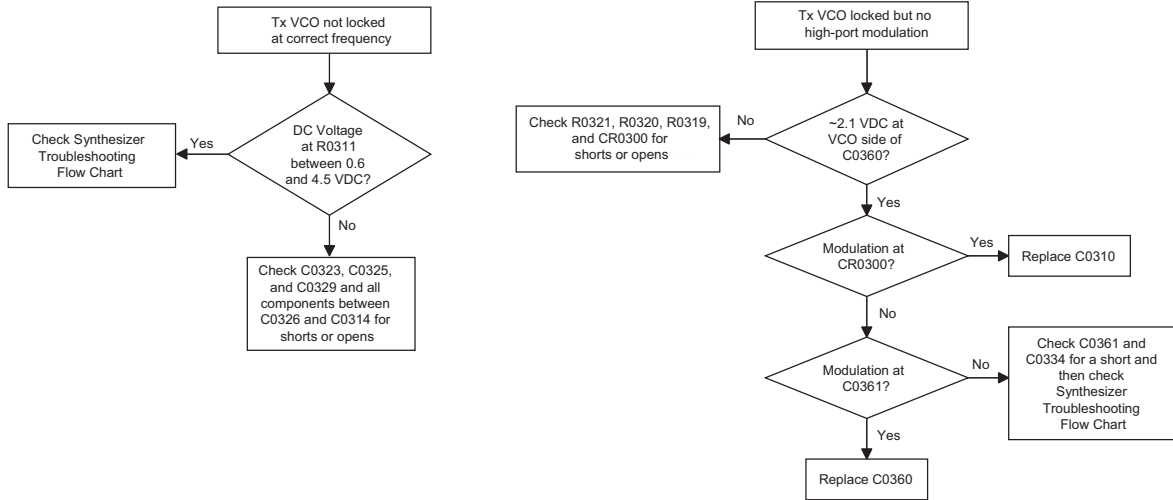 Tx VCO not locked
at correct frequency
DC Voltage
at R0311
between 0.6
and 4.5 VDC?
Yes
Check Synthesizer
Troubleshooting
Flow Chart
No
Check C0323, C0325,
and C0329 and all
components between
C0326 and C0314 for
shorts or opens
Tx VCO locked but no
high-port modulation
~2.1 VDC at
VCO side of
C0360?
No
Check R0321, R0320, R0319,
and CR0300 for
shorts or opens
Yes
Modulation at
CR0300?
Yes
Replace C0310
No
Modulation at
C0361?
No
Check C0361 and
C0334 for a short and
then check
Synthesizer
Troubleshooting
Flow Chart
Yes
Replace C0360